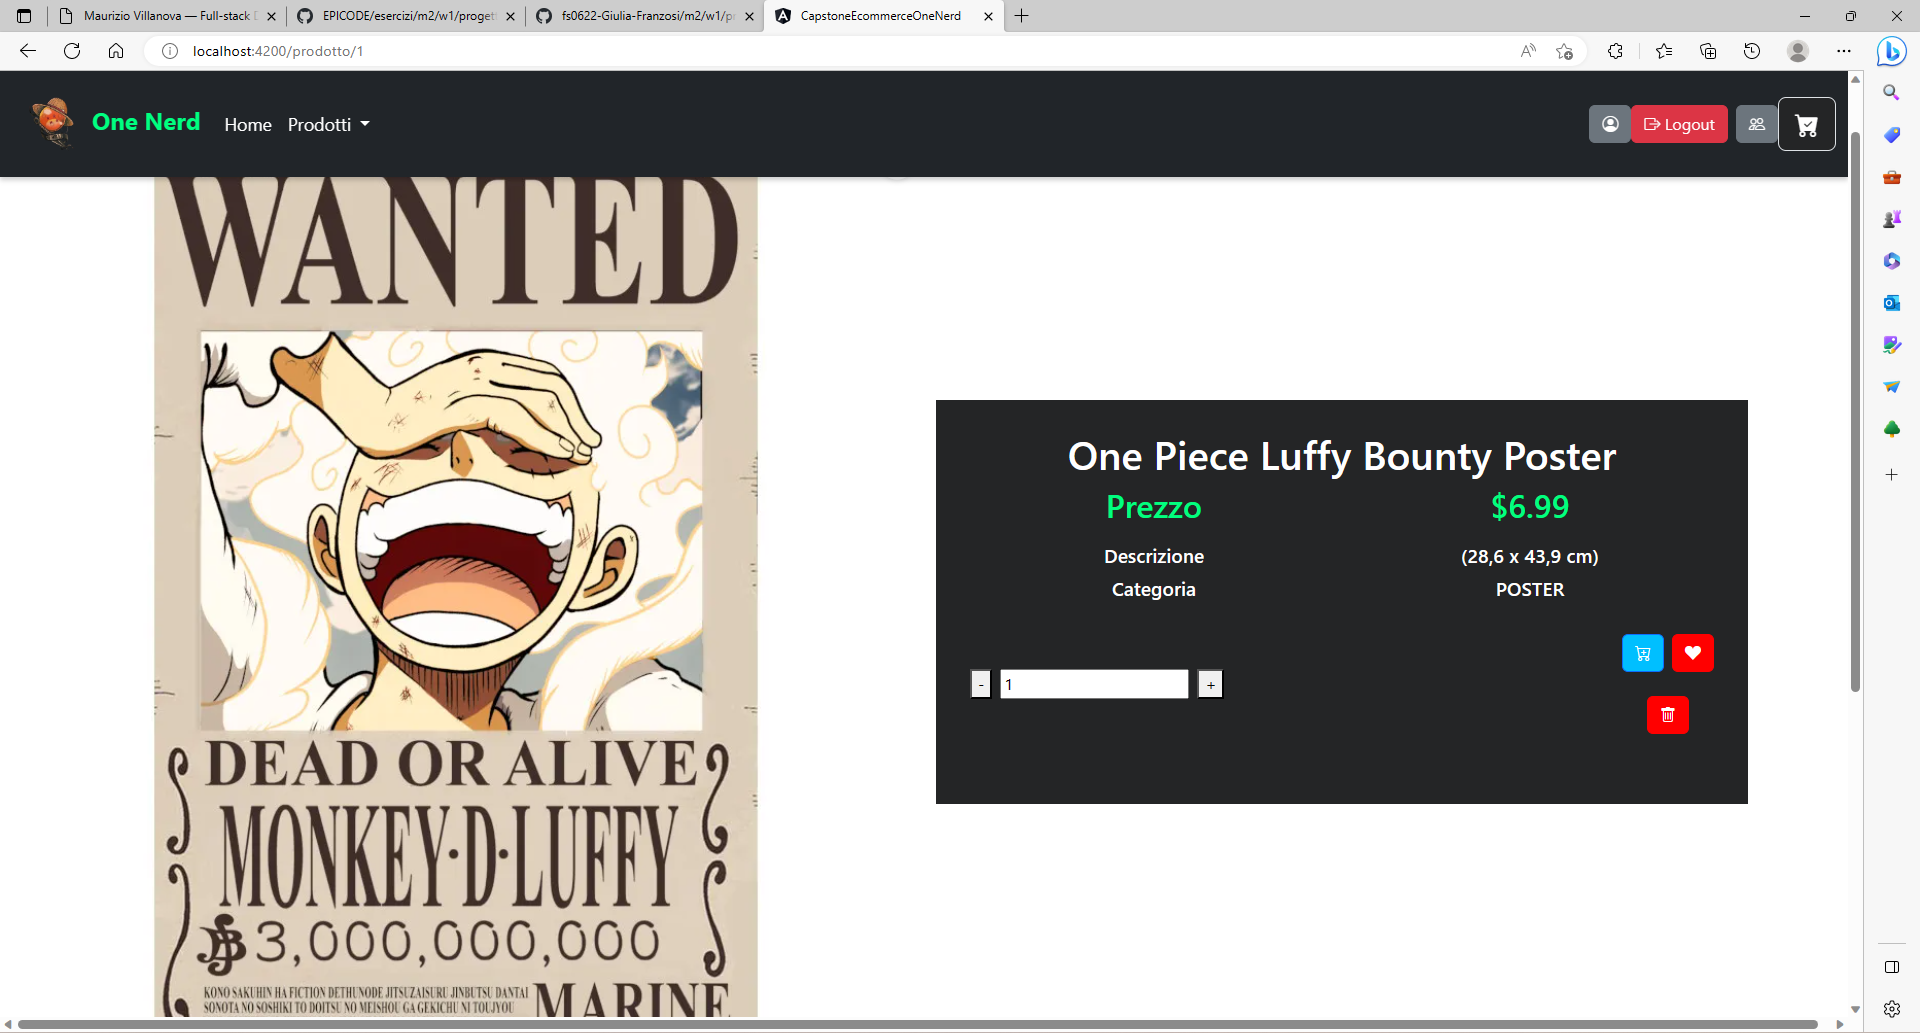 Maurizio Villanova — Full-stack D
EPICODE/esercizi/m2/w1/proget
fs0622-Giulia-Franzosi/m2/w1/pr
CapstoneEcommerceOneNerd
localhost:4200/prodotto/1
One Nerd
Home
Prodotti
Logout
WANTED
DEAD OR ALIVE
MONKEY·D·LUFFY
3,000,000,000
KONO SAKUHIN HA FICTION DETHUNODE JITSUZAISURU JINBUTSU DANTAI
SONOTA NO SOSHIKI TO DOITSU NO MEISHOU GA GEKICHU NI TOUJYOU
MARINE
One Piece Luffy Bounty Poster
Prezzo $6.99
Descrizione (28,6 x 43,9 cm)
Categoria POSTER
- 1 +